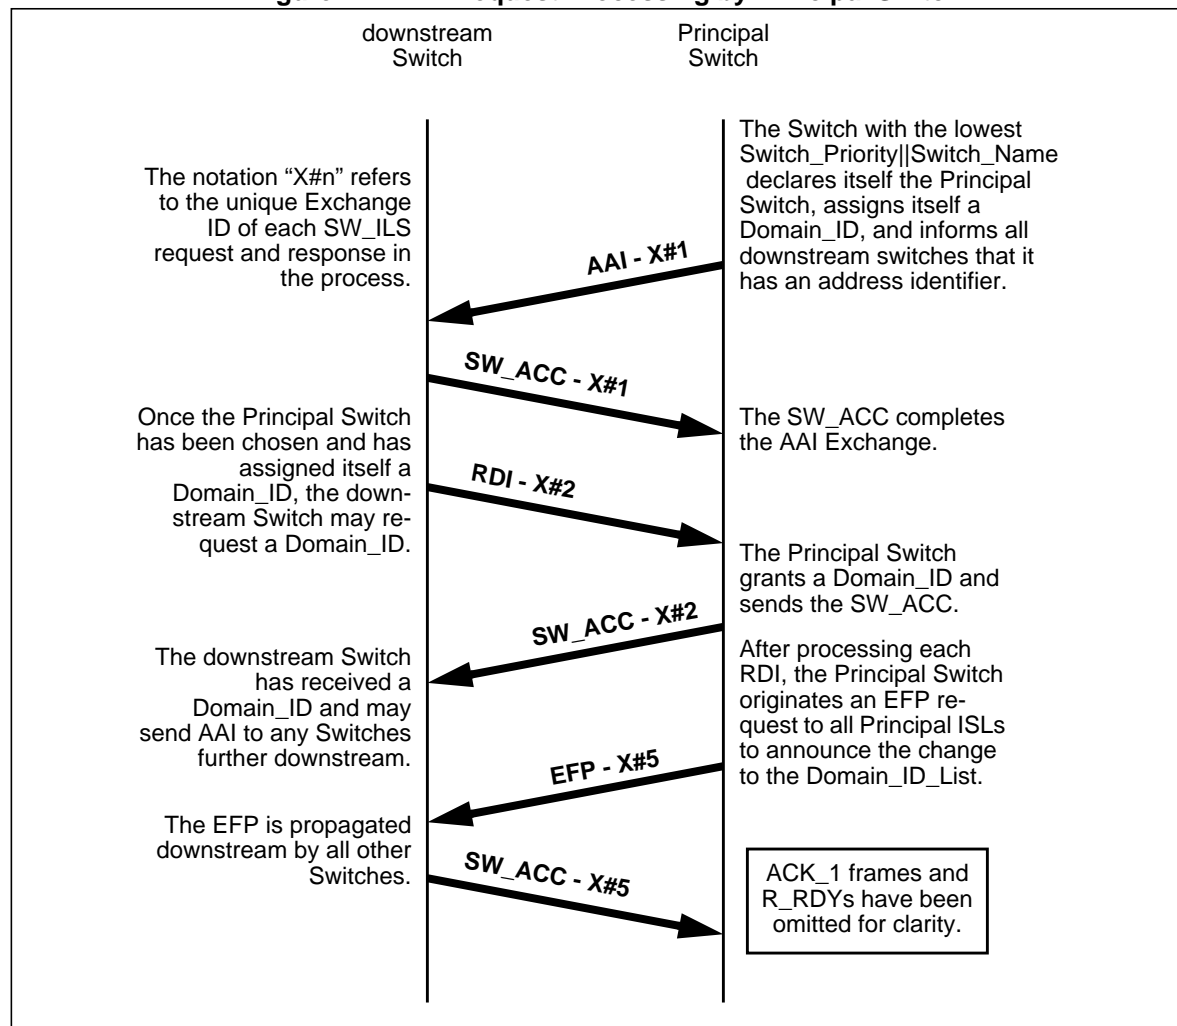 downstream
Switch
Principal
Switch
The notation “X#n” refers
to the unique Exchange
ID of each SW_ILS
request and response in
the process.
The Switch with the lowest
Switch_Priority||Switch_Name
declares itself the Principal
Switch, assigns itself a
Domain_ID, and informs all
downstream switches that it
has an address identifier.
AAI - X#1
SW_ACC - X#1
Once the Principal Switch
has been chosen and has
assigned itself a
Domain_ID, the down-
stream Switch may re-
quest a Domain_ID.
The SW_ACC completes
the AAI Exchange.
RDI - X#2
The Principal Switch
grants a Domain_ID and
sends the SW_ACC.
SW_ACC - X#2
The downstream Switch
has received a
Domain_ID and may
send AAI to any Switches
further downstream.
After processing each
RDI, the Principal Switch
originates an EFP re-
quest to all Principal ISLs
to announce the change
to the Domain_ID_List.
EFP - X#5
The EFP is propagated
downstream by all other
Switches.
SW_ACC - X#5
ACK_1 frames and
R_RDYs have been
omitted for clarity.